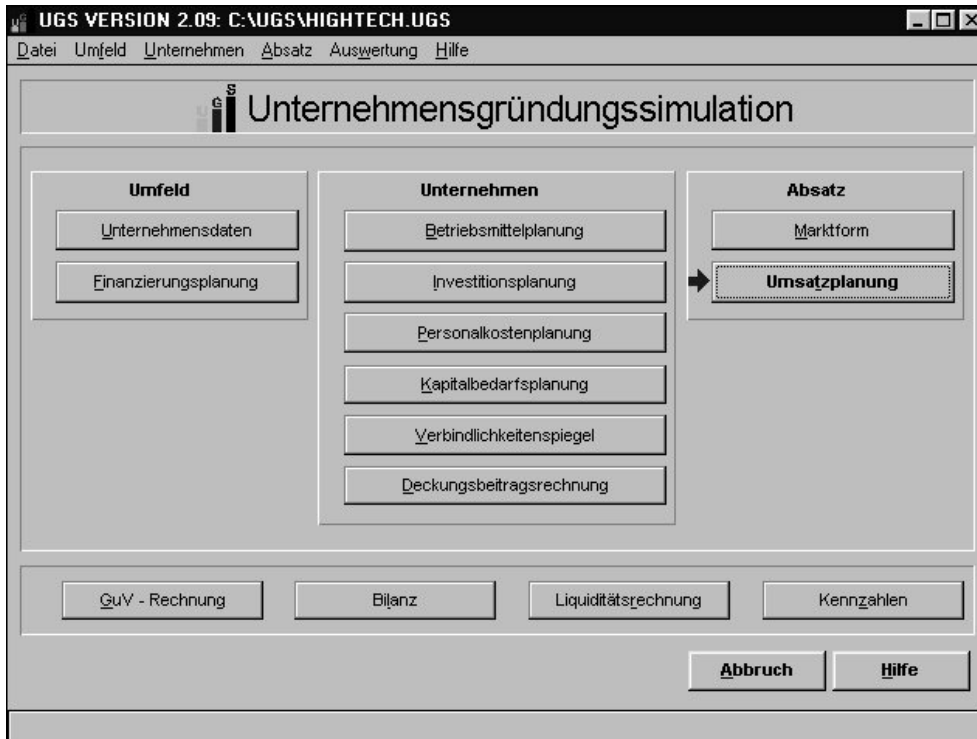 UGS VERSION 2.09: C:\UGS\HIGHTECH.UGS
Datei Umfeld Unternehmen Absatz Auswertung Hilfe
UGS Unternehmensgründungssimulation
Umfeld
Unternehmensdaten
Finanzierungsplanung
Unternehmen
Betriebsmittelplanung
Investitionsplanung
Personalkostenplanung
Kapitalbedarfsplanung
Verbindlichkeitenspiegel
Deckungsbeitragsrechnung
Absatz
Marktform
Umsatzplanung
GuV - Rechnung Bilanz Liquiditätsrechnung Kennzahlen
Abbruch Hilfe